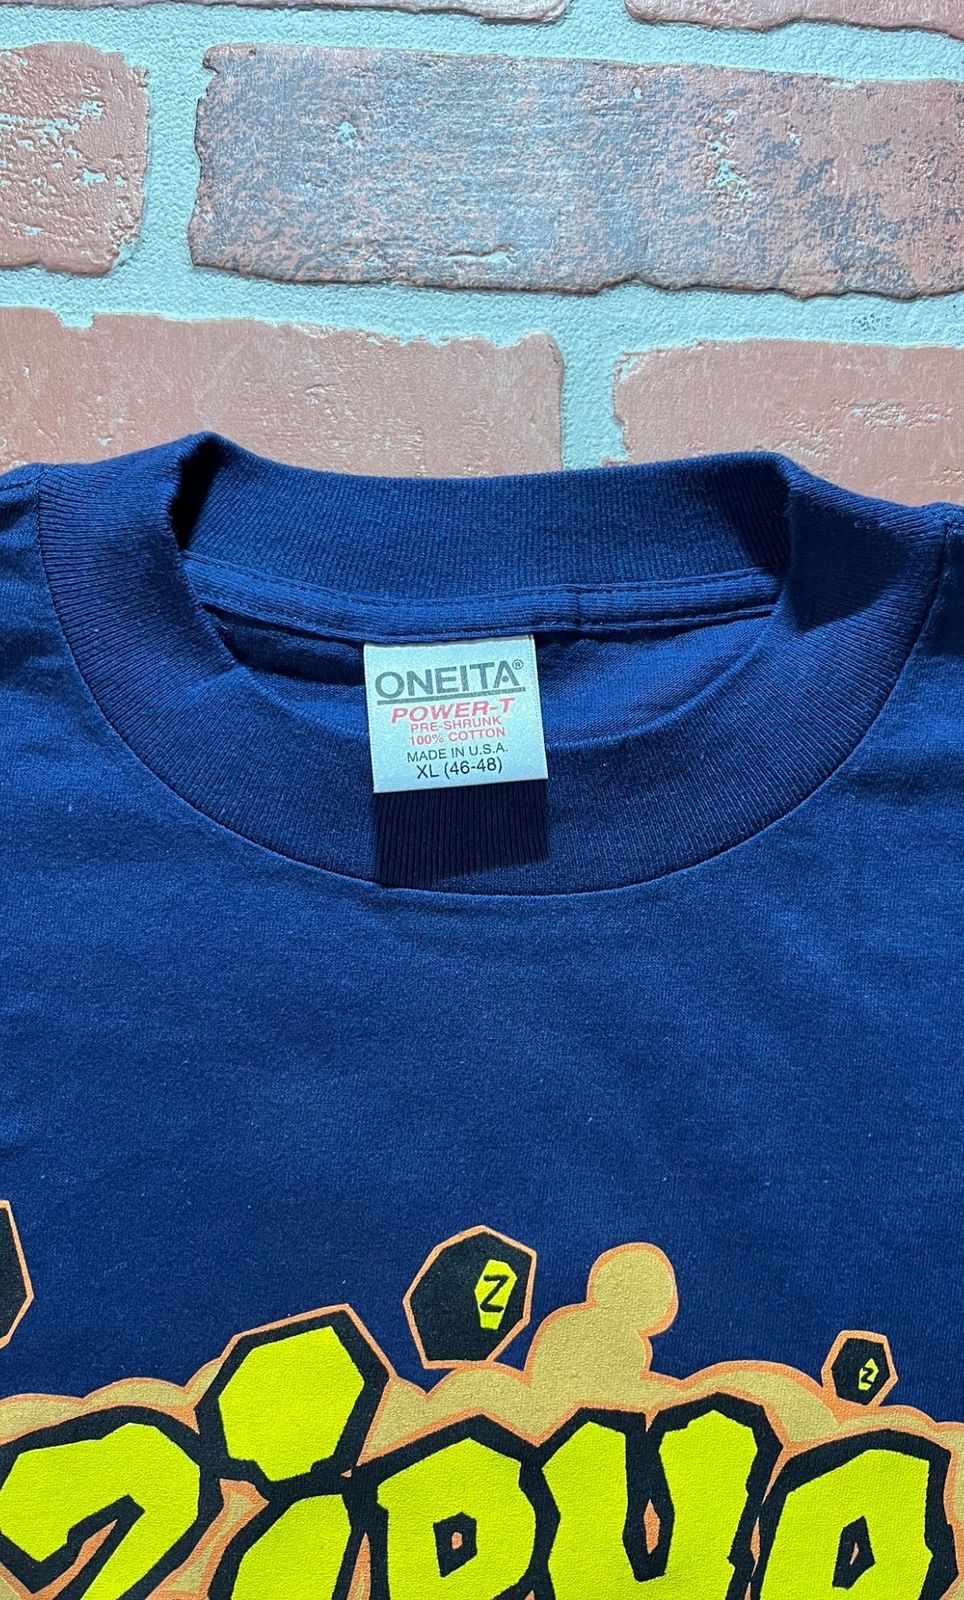 ONEITA®
POWER-T
PRE-SHRUNK
100% COTTON
MADE IN U.S.A.
XL (46-48)
Z
Z